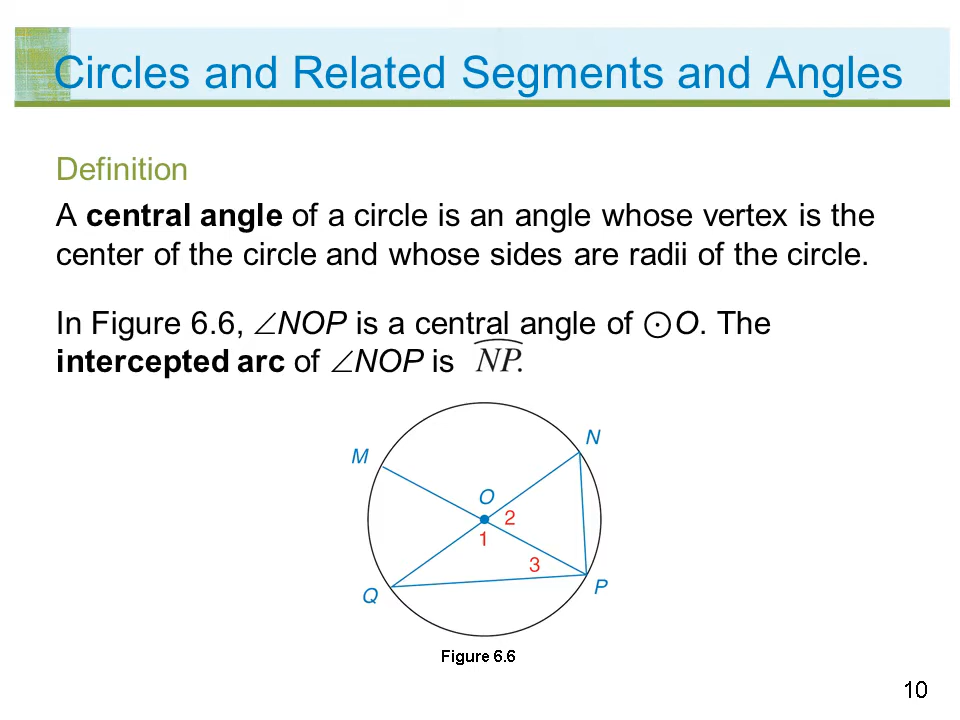 Circles and Related Segments and Angles
Definition
A central angle of a circle is an angle whose vertex is the
center of the circle and whose sides are radii of the circle.
In Figure 6.6, ∠NOP is a central angle of ⨀O. The
intercepted arc of ∠NOP is N͡P.
M
N
O
2
1
3
Q
P
Figure 6.6
10